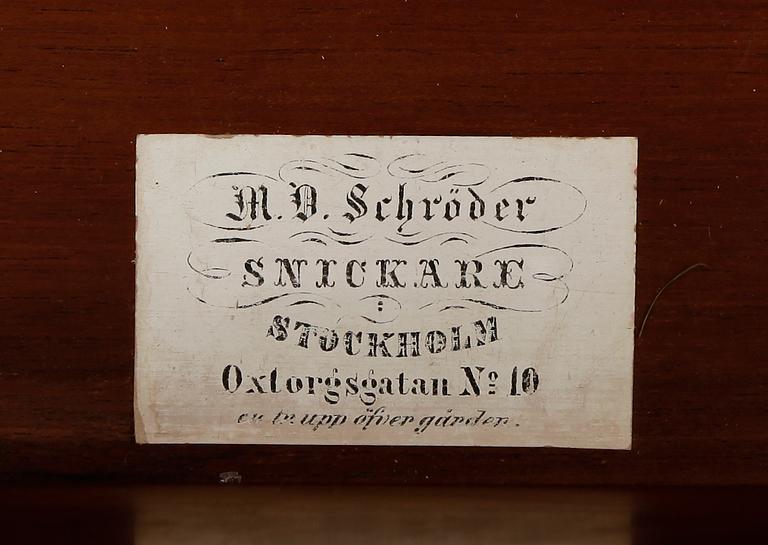 M. D. Schröder
SNICKARE
:
STOCKHOLM
Oxtorgsgatan No 10
en tr. upp öfver gården.